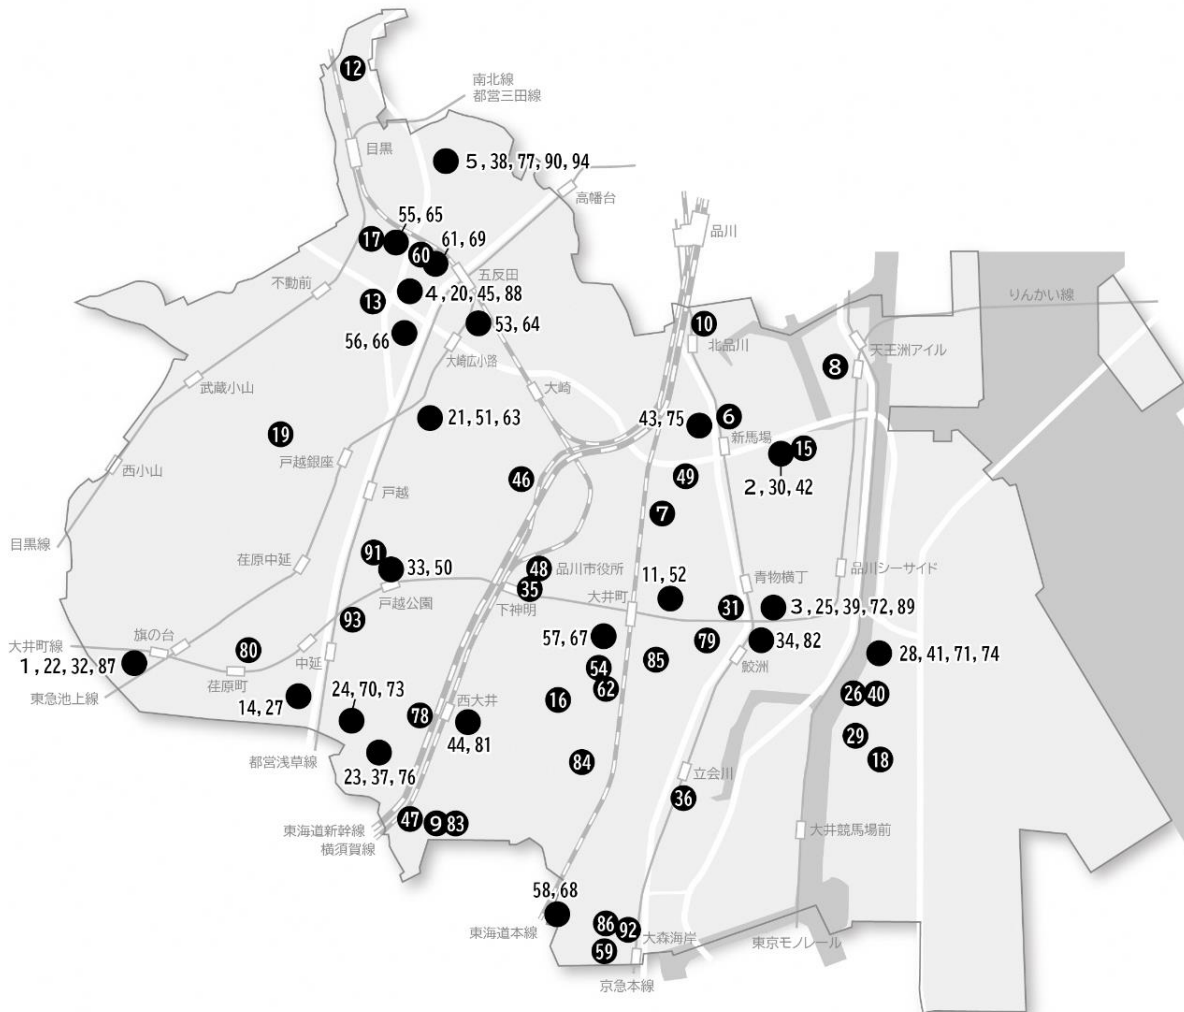 12
南北線
都営三田線
目黒
5, 38, 77, 90, 94
高幡台
55, 65
17
60
61, 69
品川
五反田
不動前
13
4, 20, 45, 88
りんかい線
53, 64
10
56, 66
北品川
大崎広小路
天王洲アイル
8
武蔵小山
大崎
43, 75
6
21, 51, 63
19
新馬場
15
戸越銀座
西小山
46
49
2, 30, 42
戸越
7
目黒線
荏原中延
91
33, 50
48
品川市役所
品川シーサイド
35
戸越公園
下神明
大井町
11, 52
青物横丁
31
3, 25, 39, 72, 89
93
大井町線
旗の台
80
中延
57, 67
79
34, 82
鮫洲
1, 22, 32, 87
荏原町
54
85
28, 41, 71, 74
東急池上線
14, 27
24, 70, 73
78
西大井
16
62
26
40
44, 81
29
都営浅草線
23, 37, 76
84
18
立会川
36
47
9
83
東海道新幹線
横須賀線
大井競馬場前
58, 68
86
92
東海道本線
59
大森海岸
東京モノレール
京急本線